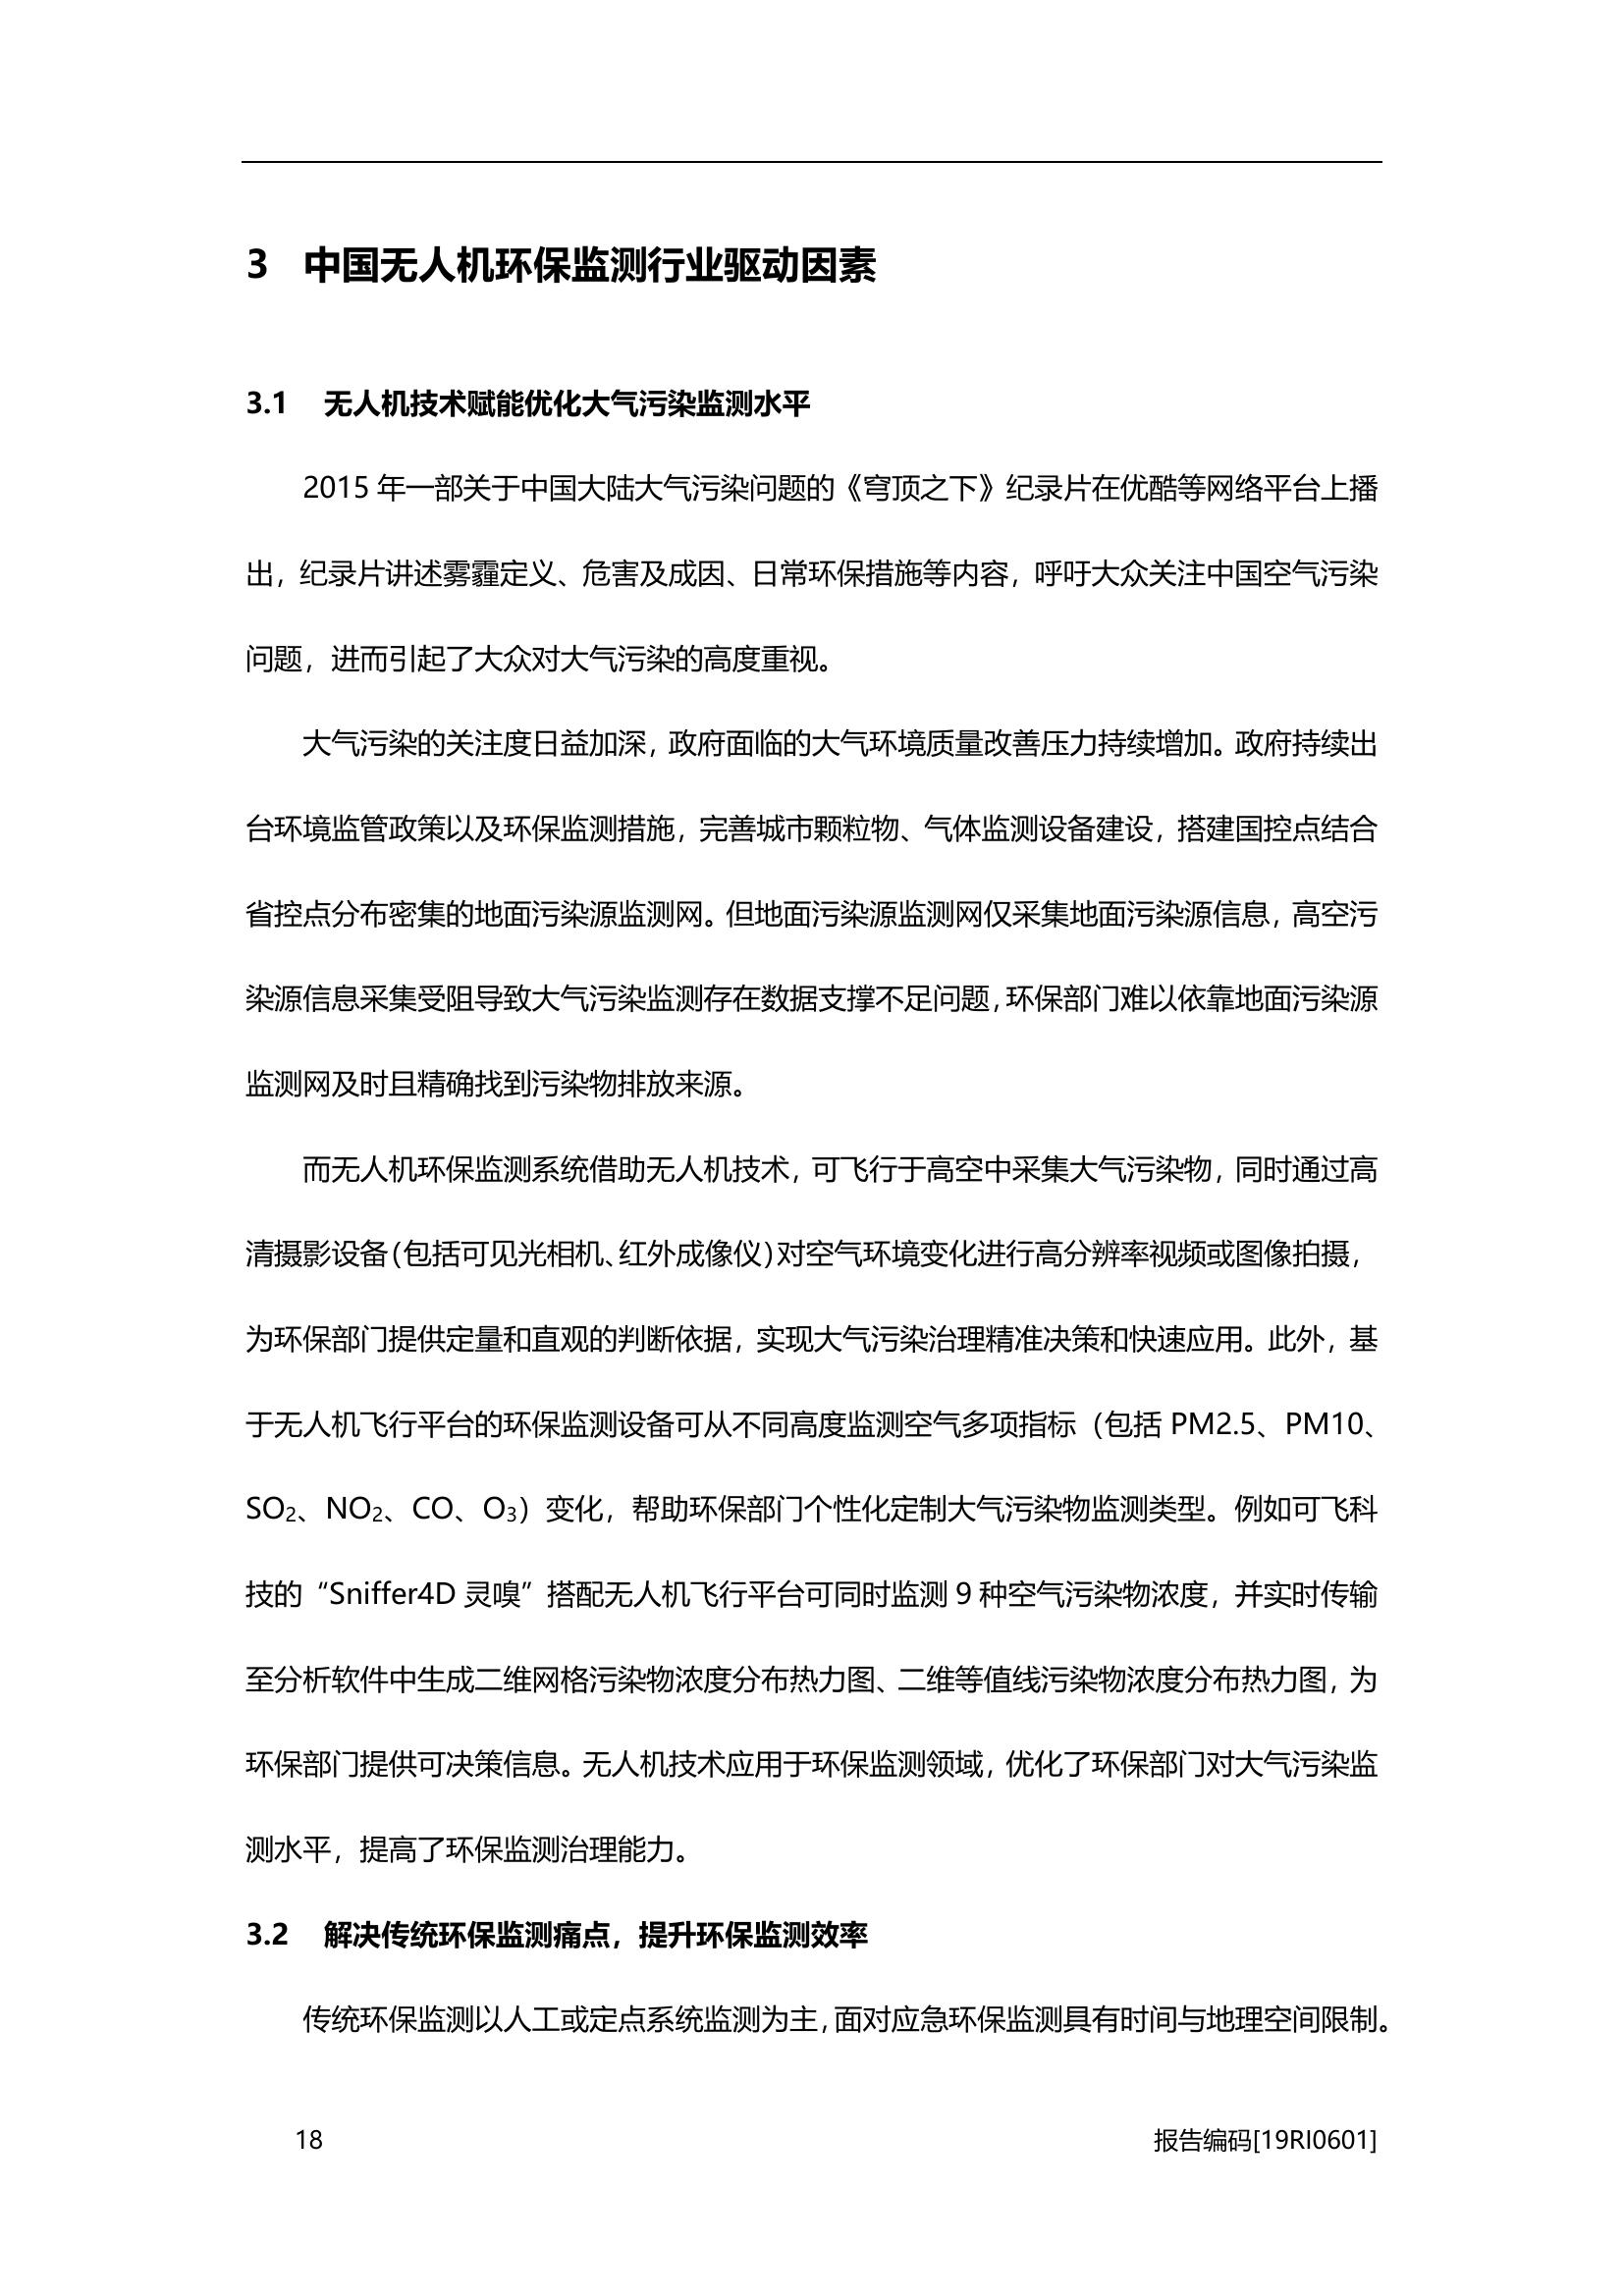 3 中国无人机环保监测行业驱动因素
3.1 无人机技术赋能优化大气污染监测水平
2015 年一部关于中国大陆大气污染问题的《穹顶之下》纪录片在优酷等网络平台上播
出，纪录片讲述雾霾定义、危害及成因、日常环保措施等内容，呼吁大众关注中国空气污染
问题，进而引起了大众对大气污染的高度重视。
大气污染的关注度日益加深，政府面临的大气环境质量改善压力持续增加。政府持续出
台环境监管政策以及环保监测措施，完善城市颗粒物、气体监测设备建设，搭建国控点结合
省控点分布密集的地面污染源监测网。但地面污染源监测网仅采集地面污染源信息，高空污
染源信息采集受阻导致大气污染监测存在数据支撑不足问题，环保部门难以依靠地面污染源
监测网及时且精确找到污染物排放来源。
而无人机环保监测系统借助无人机技术，可飞行于高空中采集大气污染物，同时通过高
清摄影设备（包括可见光相机、红外成像仪）对空气环境变化进行高分辨率视频或图像拍摄，
为环保部门提供定量和直观的判断依据，实现大气污染治理精准决策和快速应用。此外，基
于无人机飞行平台的环保监测设备可从不同高度监测空气多项指标（包括 PM2.5、PM10、
SO₂、NO₂、CO、O₃）变化，帮助环保部门个性化定制大气污染物监测类型。例如可飞科
技的“Sniffer4D 灵嗅”搭配无人机飞行平台可同时监测 9 种空气污染物浓度，并实时传输
至分析软件中生成二维网格污染物浓度分布热力图、二维等值线污染物浓度分布热力图，为
环保部门提供可决策信息。无人机技术应用于环保监测领域，优化了环保部门对大气污染监
测水平，提高了环保监测治理能力。
3.2 解决传统环保监测痛点，提升环保监测效率
传统环保监测以人工或定点系统监测为主，面对应急环保监测具有时间与地理空间限制。
18 报告编码[19RI0601]